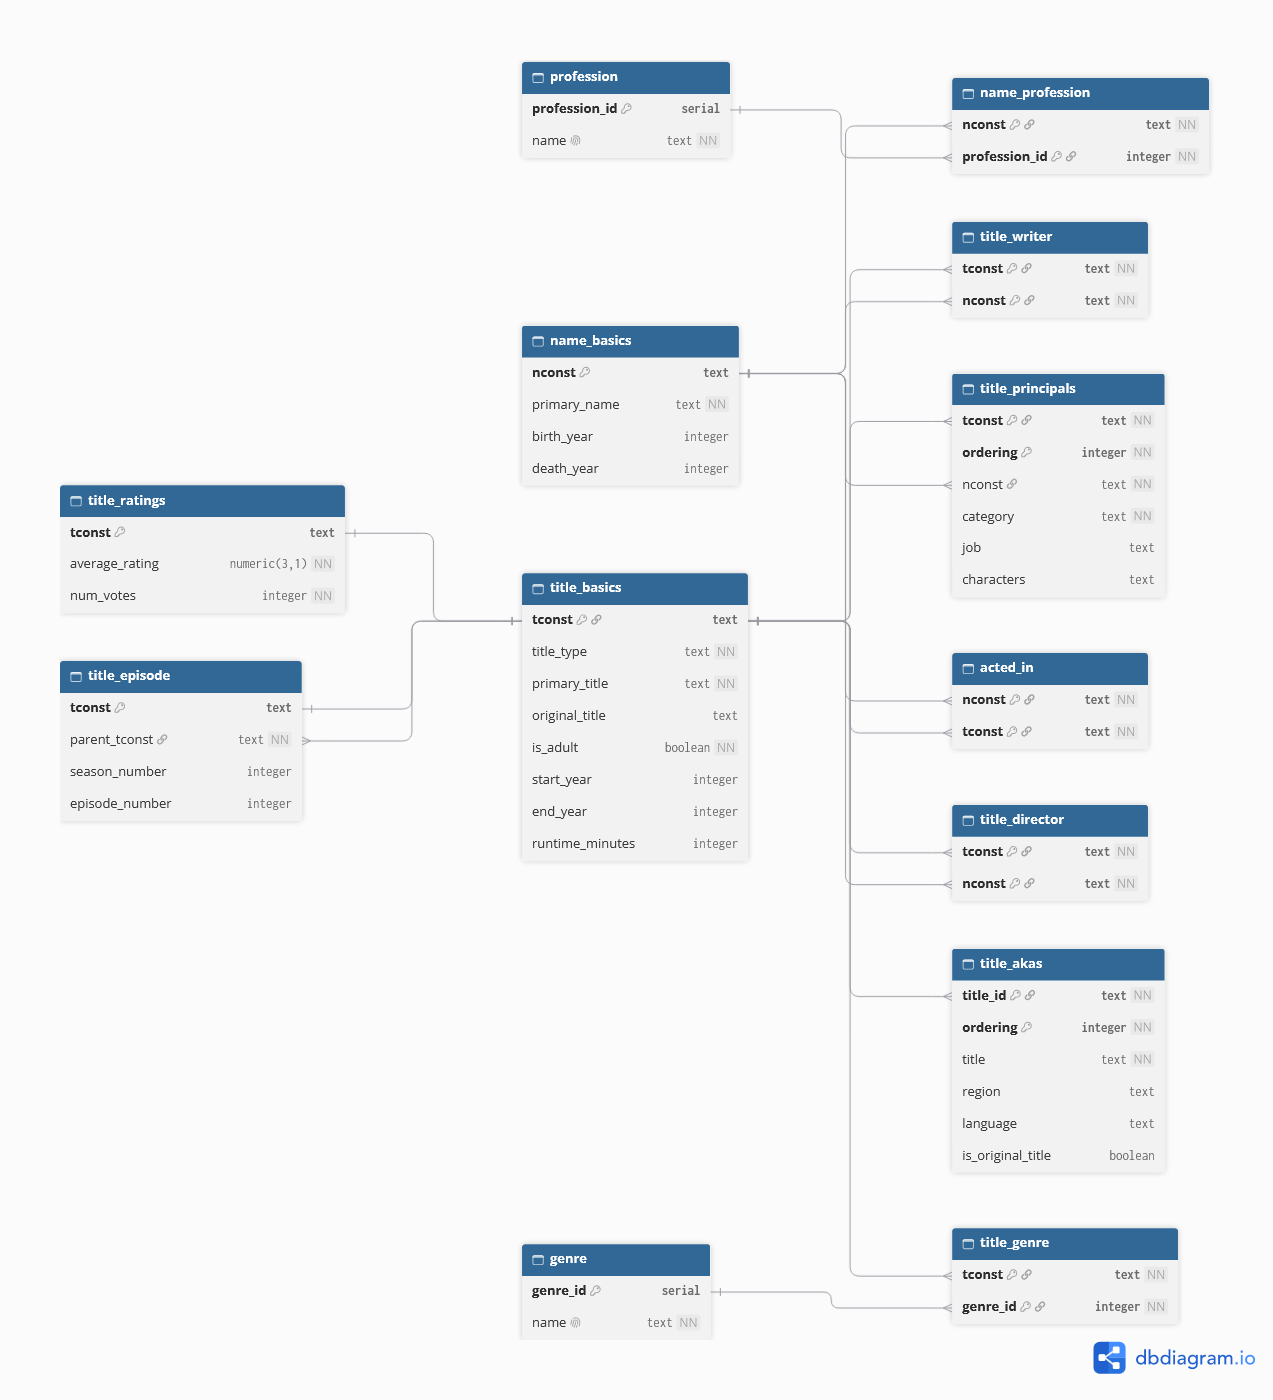 profession
profession_id serial
name text NN
name_profession
nconst text NN
profession_id integer NN
title_writer
tconst text NN
nconst text NN
name_basics
nconst text
primary_name text NN
birth_year integer
death_year integer
title_principals
tconst text NN
ordering integer NN
nconst text NN
category text NN
job text
characters text
title_ratings
tconst text
average_rating numeric(3,1) NN
num_votes integer NN
title_basics
tconst text
title_type text NN
primary_title text NN
original_title text
is_adult boolean NN
start_year integer
end_year integer
runtime_minutes integer
title_episode
tconst text
parent_tconst text NN
season_number integer
episode_number integer
acted_in
nconst text NN
tconst text NN
title_director
tconst text NN
nconst text NN
title_akas
title_id text NN
ordering integer NN
title text NN
region text
language text
is_original_title boolean
genre
genre_id serial
name text NN
title_genre
tconst text NN
genre_id integer NN
dbdiagram.io